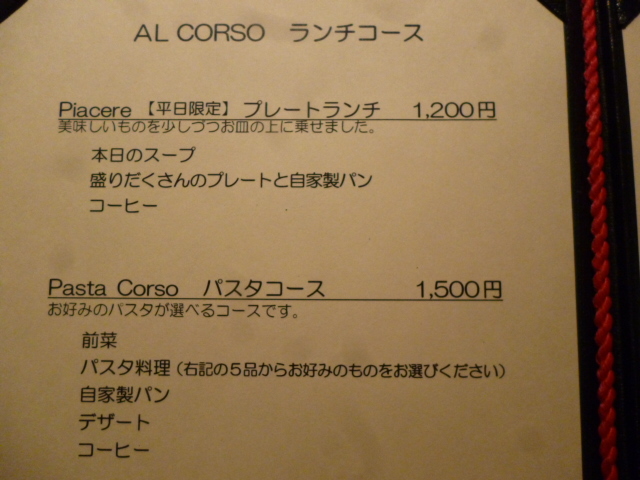 AL CORSO ランチコース
Piacere 【平日限定】 プレートランチ 1,200円
美味しいものを少しづつお皿の上に乗せました。
本日のスープ
盛りだくさんのプレートと自家製パン
コーヒー
Pasta Corso パスタコース 1,500円
お好みのパスタが選べるコースです。
前菜
パスタ料理（右記の５品からお好みのものをお選びください）
自家製パン
デザート
コーヒー